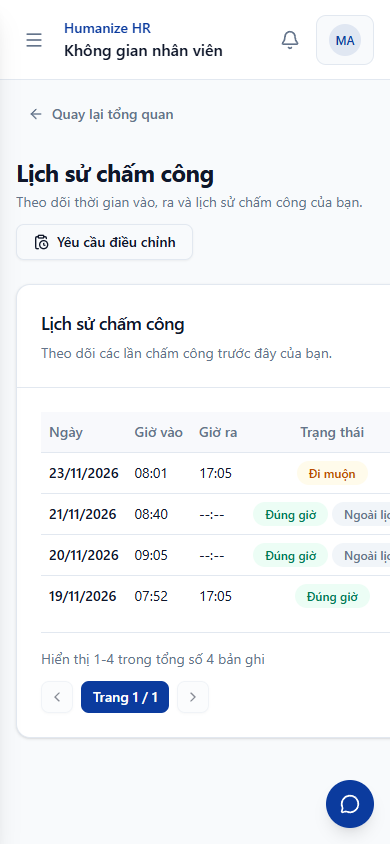 Humanize HR
Không gian nhân viên
MA
Quay lại tổng quan
Lịch sử chấm công
Theo dõi thời gian vào, ra và lịch sử chấm công của bạn.
Yêu cầu điều chỉnh
Lịch sử chấm công
Theo dõi các lần chấm công trước đây của bạn.
Ngày Giờ vào Giờ ra Trạng thái
23/11/2026 08:01 17:05 Đi muộn
21/11/2026 08:40 --:-- Đúng giờ Ngoài
20/11/2026 09:05 --:-- Đúng giờ Ngoài
19/11/2026 07:52 17:05 Đúng giờ
Hiển thị 1-4 trong tổng số 4 bản ghi
Trang 1 / 1